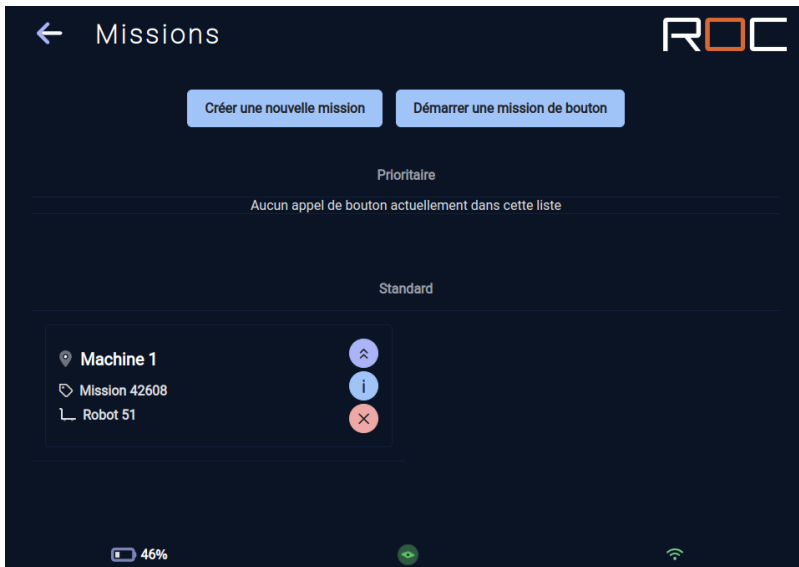 Missions
ROC
Créer une nouvelle mission
Démarrer une mission de bouton
Prioritaire
Aucun appel de bouton actuellement dans cette liste
Standard
Machine 1
Mission 42608
i
Robot 51
46%